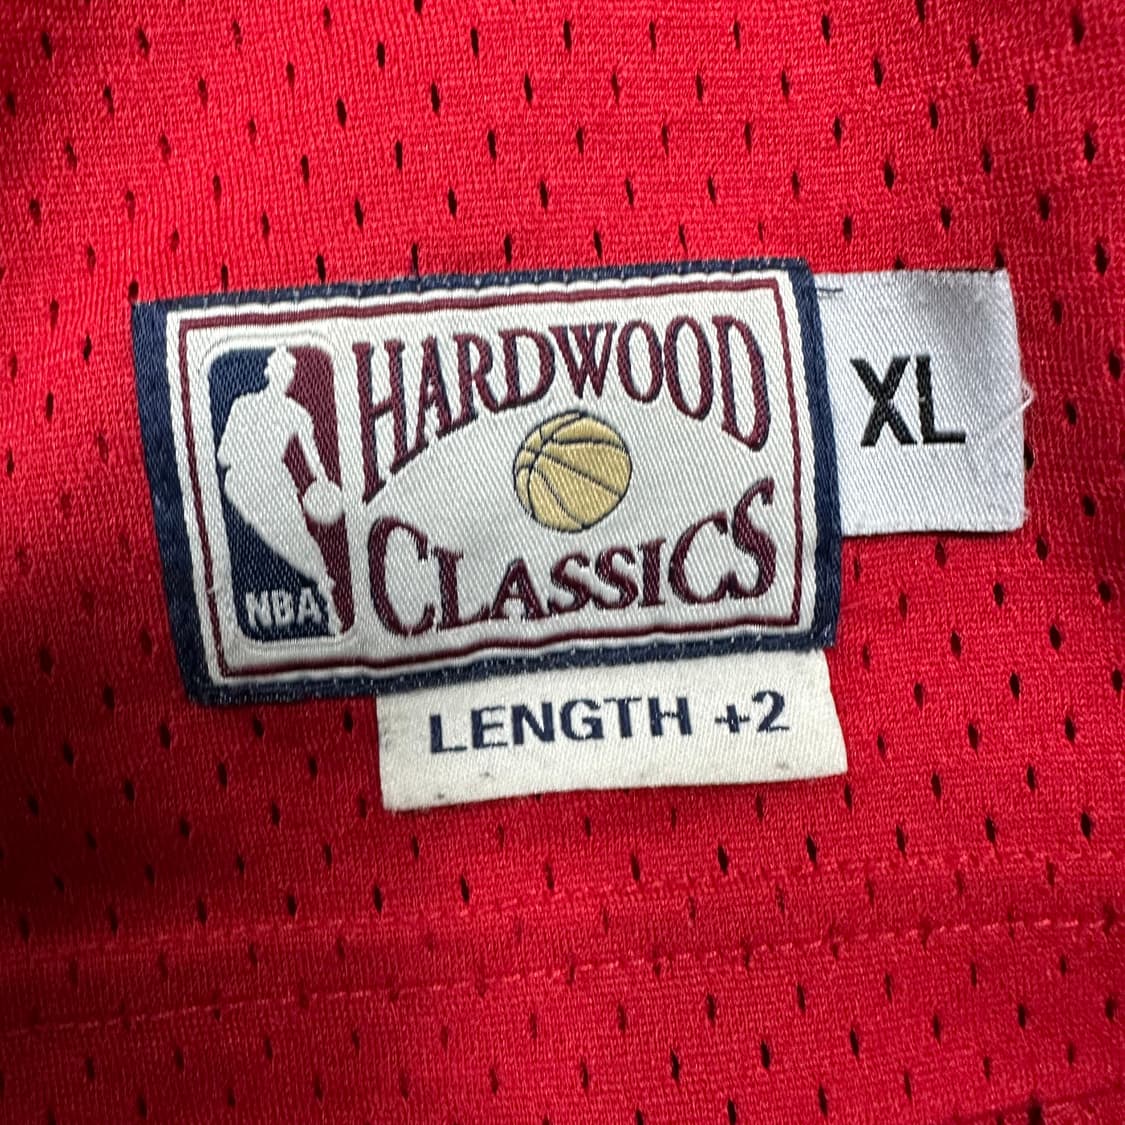 HARDWOOD
CLASSICS
NBA
XL
LENGTH +2